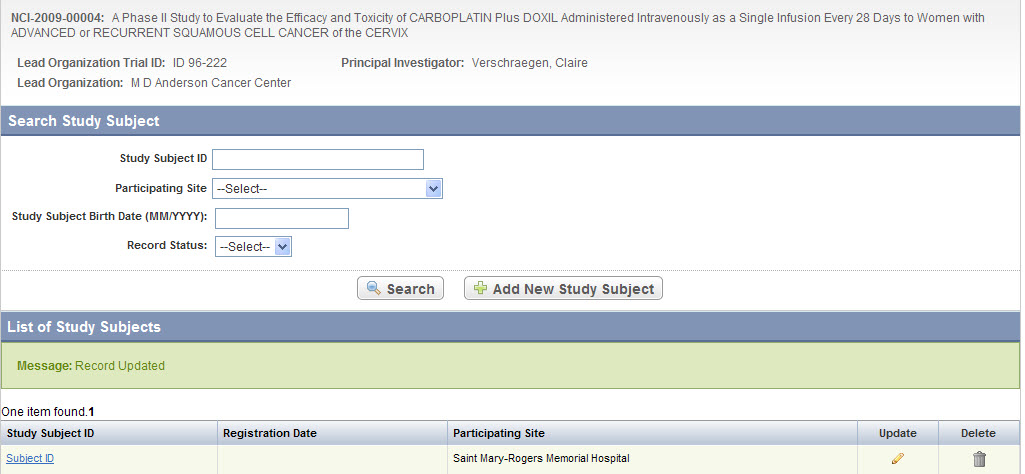 NCI-2009-00004: A Phase II Study to Evaluate the Efficacy and Toxicity of CARBOPLATIN Plus DOXIL Administered Intravenously as a Single Infusion Every 28 Days to Women with
ADVANCED or RECURRENT SQUAMOUS CELL CANCER of the CERVIX
Lead Organization Trial ID: ID 96-222 Principal Investigator: Verschraegen, Claire
Lead Organization: M D Anderson Cancer Center
Search Study Subject
Study Subject ID
Participating Site --Select--
Study Subject Birth Date (MM/YYYY):
Record Status: --Select--
Search Add New Study Subject
List of Study Subjects
Message: Record Updated
One item found.1
Study Subject ID Registration Date Participating Site Update Delete
Subject ID Saint Mary-Rogers Memorial Hospital